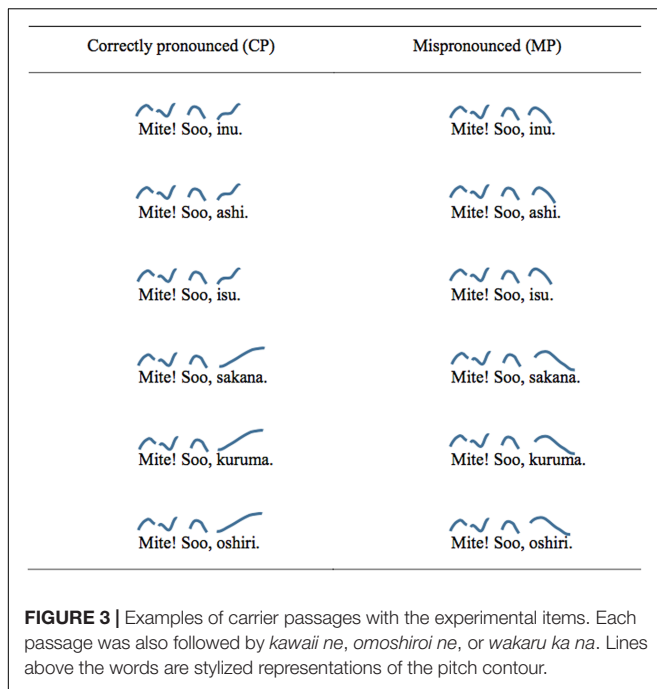 Correctly pronounced (CP) Mispronounced (MP)
Mite! Soo, inu. Mite! Soo, inu.
Mite! Soo, ashi. Mite! Soo, ashi.
Mite! Soo, isu. Mite! Soo, isu.
Mite! Soo, sakana. Mite! Soo, sakana.
Mite! Soo, kuruma. Mite! Soo, kuruma.
Mite! Soo, oshiri. Mite! Soo, oshiri.
FIGURE 3 | Examples of carrier passages with the experimental items. Each
passage was also followed by kawaii ne, omoshiroi ne, or wakaru ka na. Lines
above the words are stylized representations of the pitch contour.